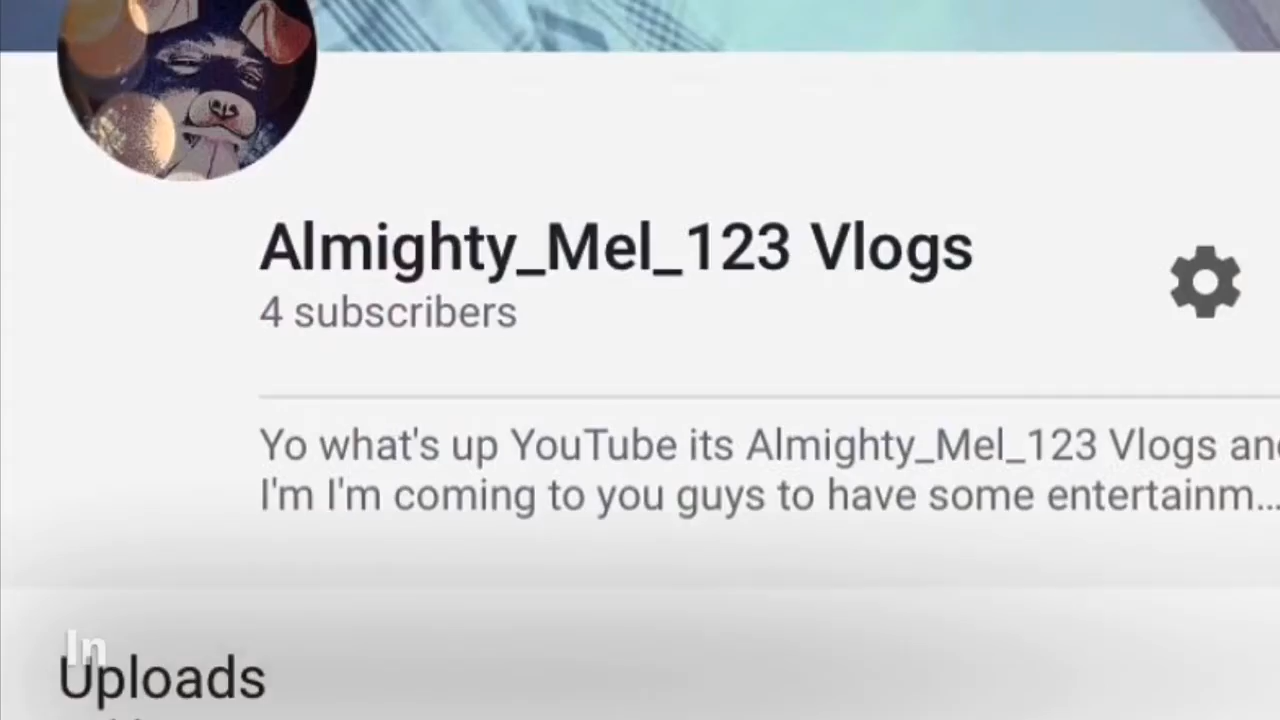 Almighty_Mel_123 Vlogs
4 subscribers
Yo what's up YouTube its Almighty_Mel_123 Vlogs
I'm I'm coming to you guys to have some entertainm...
In
Uploads